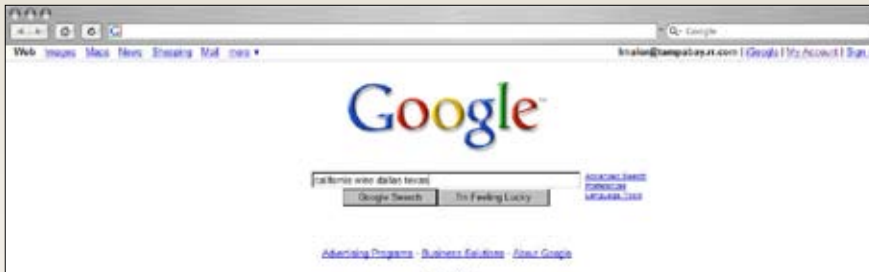 Google
Web Images Maps News Shopping Mail more ▼
iGoogle | My Account | Sign
Google™
california wine dallas texas
Advanced Search
Preferences
Language Tools
Google Search I'm Feeling Lucky
Advertising Programs - Business Solutions - About Google